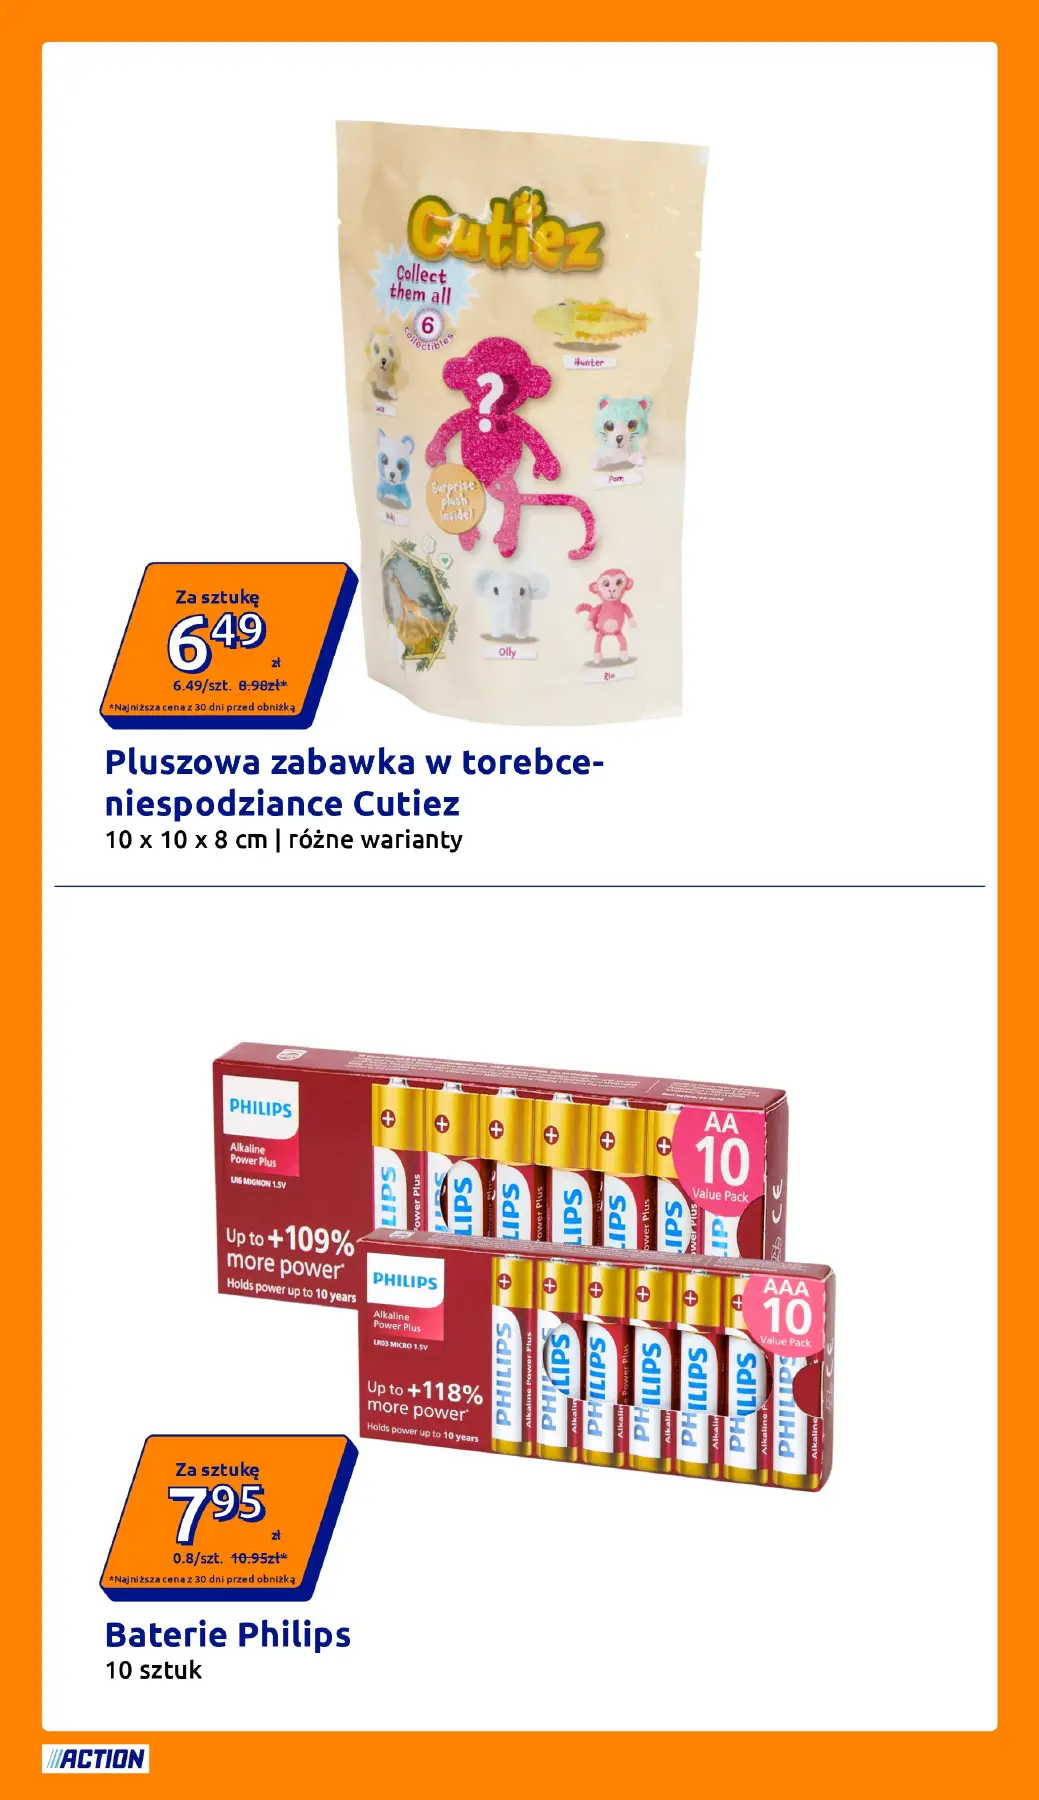 Cutiez
Collect
them all
6
collectibles
Hunter
?
Pom
Surprise
plush
inside!
Olly
Rio
Za sztukę
6 49
zł
6.49/szt. 8.98zł*
*Najniższa cena z 30 dni przed obniżką
Pluszowa zabawka w torebce-
niespodziance Cutiez
10 x 10 x 8 cm | różne warianty
PHILIPS
Alkaline
Power Plus
LR6 MIGNON 1.5V
Up to +109%
more power*
Holds power up to 10 years
AA
10
Value Pack
PHILIPS
Alkaline
Power Plus
LR03 MICRO 1.5V
Up to +118%
more power*
Holds power up to 10 years
AAA
10
Value Pack
PHILIPS
Alkaline Power Plus
Za sztukę
7 95
zł
0.8/szt. 10.95zł*
*Najniższa cena z 30 dni przed obniżką
Baterie Philips
10 sztuk
ACTION